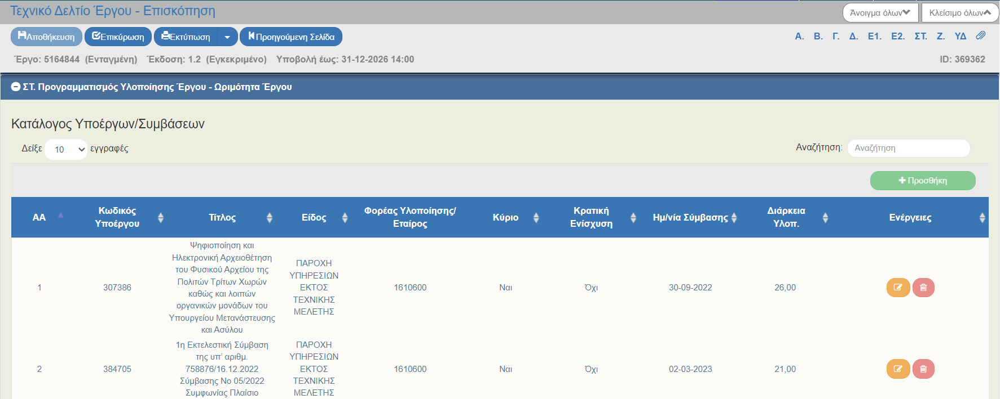 Τεχνικό Δελτίο Έργου - Επισκόπηση
Άνοιγμα όλων
Κλείσιμο όλων
Αποθήκευση
Επικύρωση
Εκτύπωση
Προηγούμενη Σελίδα
Α. Β. Γ. Δ. Ε1. Ε2. ΣΤ. Ζ. ΥΔ
Έργο: 5164844 (Ενταγμένη) Έκδοση: 1.2 (Εγκεκριμένο) Υποβολή έως: 31-12-2026 14:00
ID: 369362
ΣΤ. Προγραμματισμός Υλοποίησης Έργου - Ωριμότητα Έργου
Κατάλογος Υποέργων/Συμβάσεων
Δείξε 10 εγγραφές
Αναζήτηση: Αναζήτηση
Προσθήκη
ΑΑ
Κωδικός
Υποέργου
Τίτλος
Είδος
Φορέας Υλοποίησης/
Εταίρος
Κύριο
Κρατική
Ενίσχυση
Ημ/νία Σύμβασης
Διάρκεια
Υλοπ.
Ενέργειες
1
307386
Ψηφιοποίηση και
Ηλεκτρονική Αρχειοθέτηση
του Φυσικού Αρχείου της
Πολιτών Τρίτων Χωρών
καθώς και λοιπών
οργανικών μονάδων του
Υπουργείου Μετανάστευσης
και Ασύλου
ΠΑΡΟΧΗ
ΥΠΗΡΕΣΙΩΝ
ΕΚΤΟΣ
ΤΕΧΝΙΚΗΣ
ΜΕΛΕΤΗΣ
1610600
Ναι
Όχι
30-09-2022
26,00
2
384705
1η Εκτελεστική Σύμβαση
της υπ’ αριθμ.
758876/16.12.2022
Σύμβασης Νο 05/2022
Συμφωνίας Πλαίσιο
ΠΑΡΟΧΗ
ΥΠΗΡΕΣΙΩΝ
ΕΚΤΟΣ
ΤΕΧΝΙΚΗΣ
ΜΕΛΕΤΗΣ
1610600
Ναι
Όχι
02-03-2023
21,00